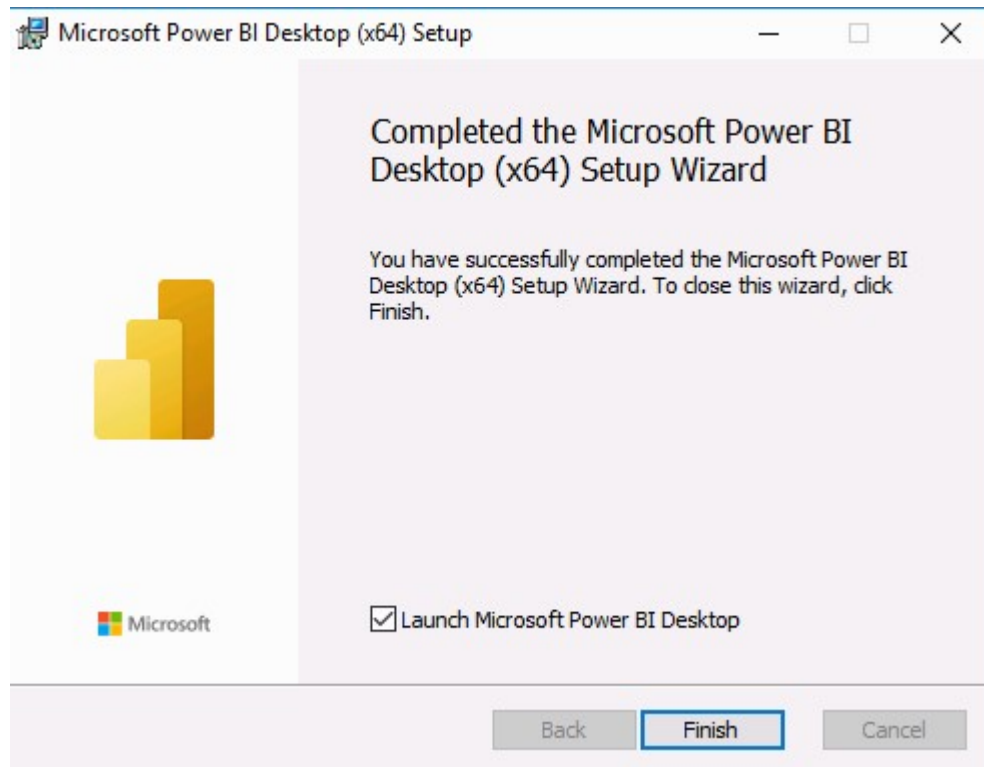 Microsoft Power BI Desktop (x64) Setup
Completed the Microsoft Power BI
Desktop (x64) Setup Wizard
You have successfully completed the Microsoft Power BI
Desktop (x64) Setup Wizard. To close this wizard, click
Finish.
Microsoft
Launch Microsoft Power BI Desktop
Back
Finish
Cancel